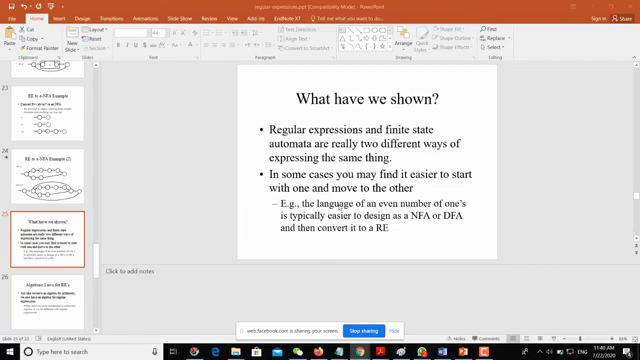 regular-expressions.ppt [Compatibility Mode] - PowerPoint
File Home Insert Design Transitions Animations Slide Show Review View Add-ins EndNote X7 Tell me what you want to do...
Sign in Share
Cut
Copy
Format Painter
Paste
Clipboard
New
Slide
Layout
Reset
Section
Slides
Font
Paragraph
Text Direction
Align Text
Convert to SmartArt
Arrange
Quick
Styles
Shape Fill
Shape Outline
Shape Effects
Drawing
Find
Replace
Select
Editing
23
RE to ε-NFA Example
24
RE to ε-NFA Example (2)
25
What have we shown?
26
Algebraic Laws for RE's
What have we shown?
• Regular expressions and finite state
automata are really two different ways of
expressing the same thing.
• In some cases you may find it easier to start
with one and move to the other
– E.g., the language of an even number of one's
is typically easier to design as a NFA or DFA
and then convert it to a RE
Click to add notes
web.facebook.com is sharing your screen. Stop sharing Hide
English (United States)
Notes Comments
Type here to search
ENG
11:40 AM
7/22/2020